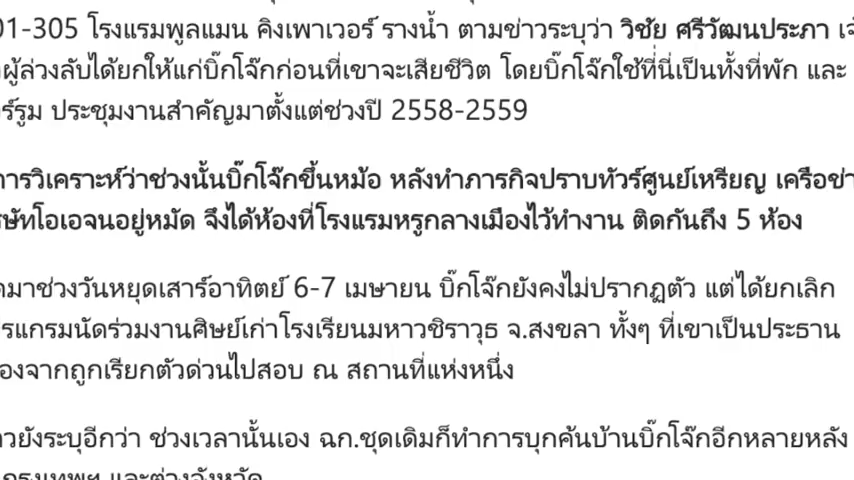 01-305 โรงแรมพูลแมน คิงเพาเวอร์ รางน้ำ ตามข่าวระบุว่า วิชัย ศรีวัฒนประภา เจ้
ผู้ล่วงลับได้ยกให้แก่บิ๊กโจ๊กก่อนที่เขาจะเสียชีวิต โดยบิ๊กโจ๊กใช้ที่นี่เป็นทั้งที่พัก และ
ร์รูม ประชุมงานสำคัญมาตั้งแต่ช่วงปี 2558-2559
การวิเคราะห์ว่าช่วงนั้นบิ๊กโจ๊กขึ้นหม้อ หลังทำภารกิจปราบทัวร์ศูนย์เหรียญ เครือข่า
ริษัทโอเอจนอยู่หมัด จึงได้ห้องที่โรงแรมหรูกลางเมืองไว้ทำงาน ติดกันถึง 5 ห้อง
มาช่วงวันหยุดเสาร์อาทิตย์ 6-7 เมษายน บิ๊กโจ๊กยังคงไม่ปรากฏตัว แต่ได้ยกเลิก
รแกรมนัดร่วมงานศิษย์เก่าโรงเรียนมหาวชิราวุธ จ.สงขลา ทั้งๆ ที่เขาเป็นประธาน
องจากถูกเรียกตัวด่วนไปสอบ ณ สถานที่แห่งหนึ่ง
วยังระบุอีกว่า ช่วงเวลานั้นเอง ฉก.ชุดเดิมก็ทำการบุกค้นบ้านบิ๊กโจ๊กอีกหลายหลัง
กรุงเทพฯ และต่างจังหวัด